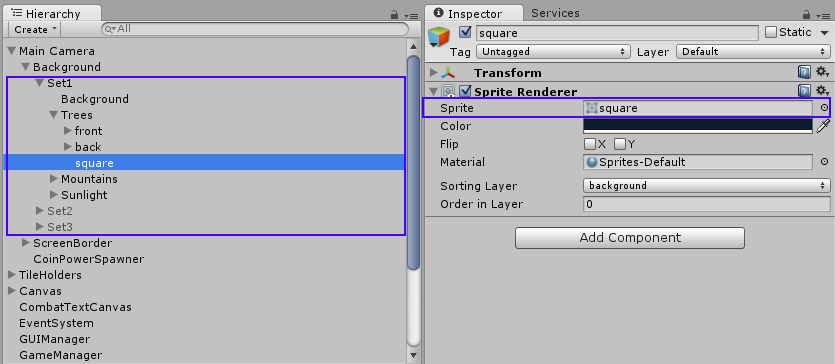 Hierarchy
Create
All
Main Camera
Background
Set1
Background
Trees
front
back
square
Mountains
Sunlight
Set2
Set3
ScreenBorder
CoinPowerSpawner
TileHolders
Canvas
CombatTextCanvas
EventSystem
GUIManager
GameManager
Inspector Services
square Static
Tag Untagged Layer Default
Transform
Sprite Renderer
Sprite square
Color
Flip X Y
Material Sprites-Default
Sorting Layer background
Order in Layer 0
Add Component